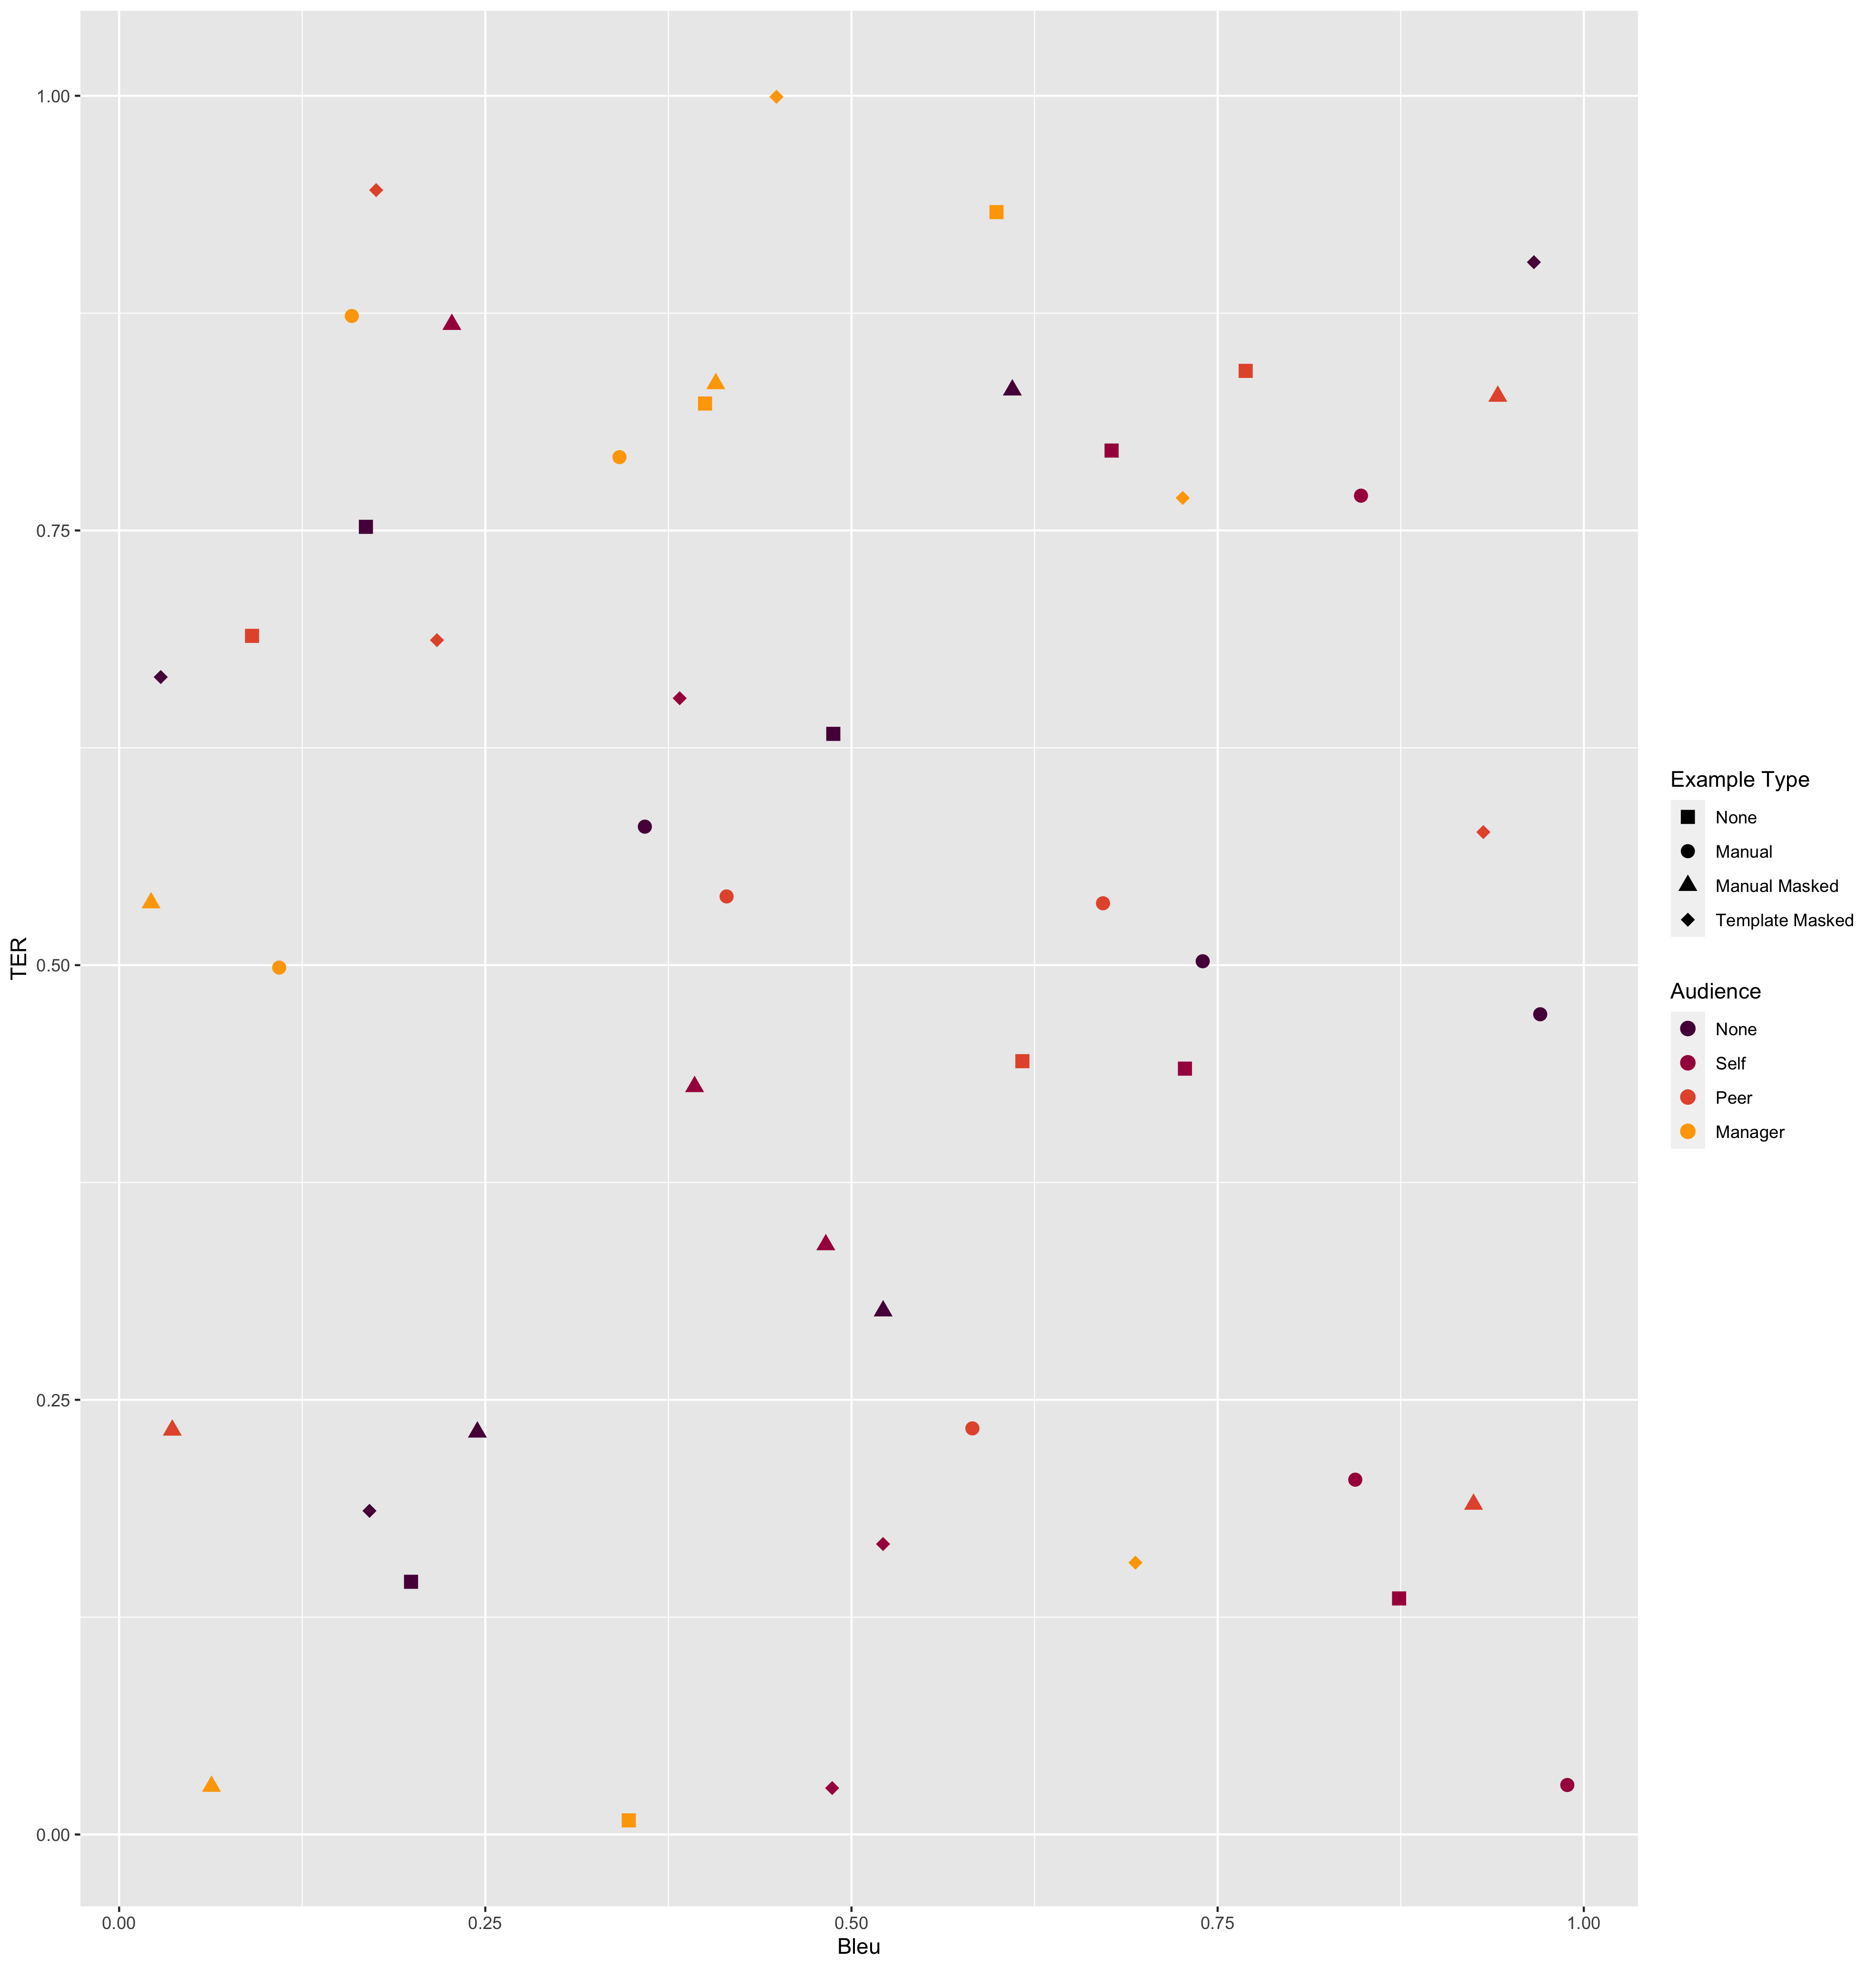 1.00
0.75
0.50
0.25
0.00
TER
0.00 0.25 0.50 0.75 1.00
Bleu
Example Type
None
Manual
Manual Masked
Template Masked
Audience
None
Self
Peer
Manager